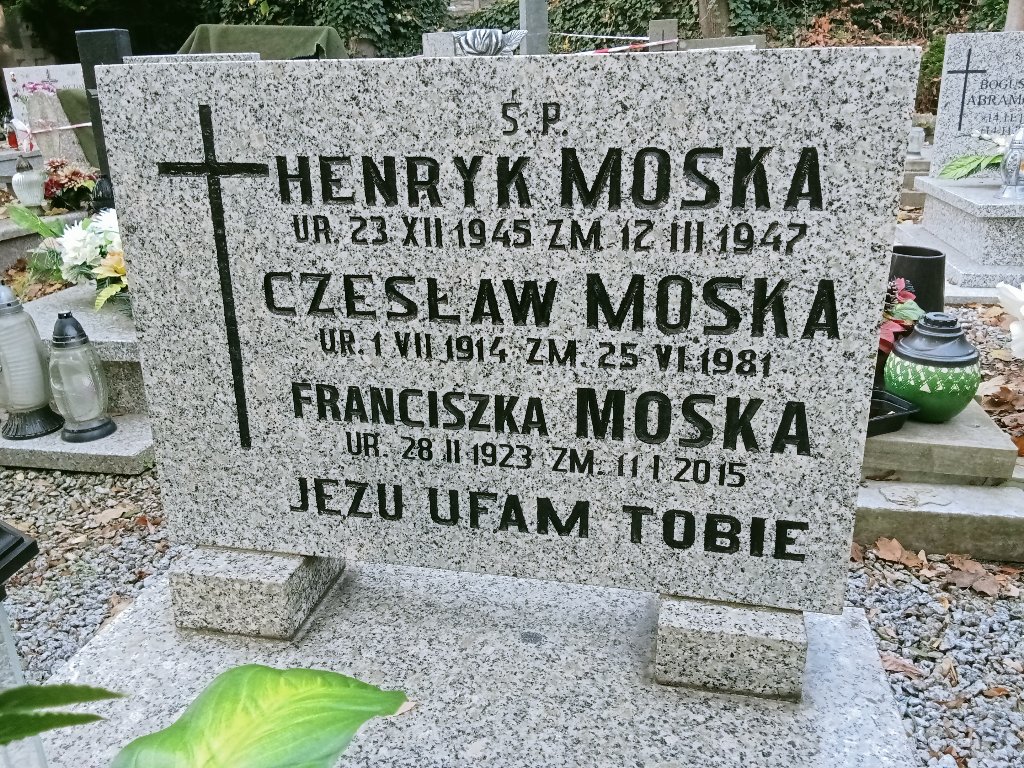 Ś. P.
HENRYK MOSKA
UR. 23 XII 1945 ZM. 12 III 1947
CZESŁAW MOSKA
UR. 1 VII 1914 ZM. 25 VI 1981
FRANCISZKA MOSKA
UR. 28 II 1923 ZM. 11 I 2015
JEZU UFAM TOBIE